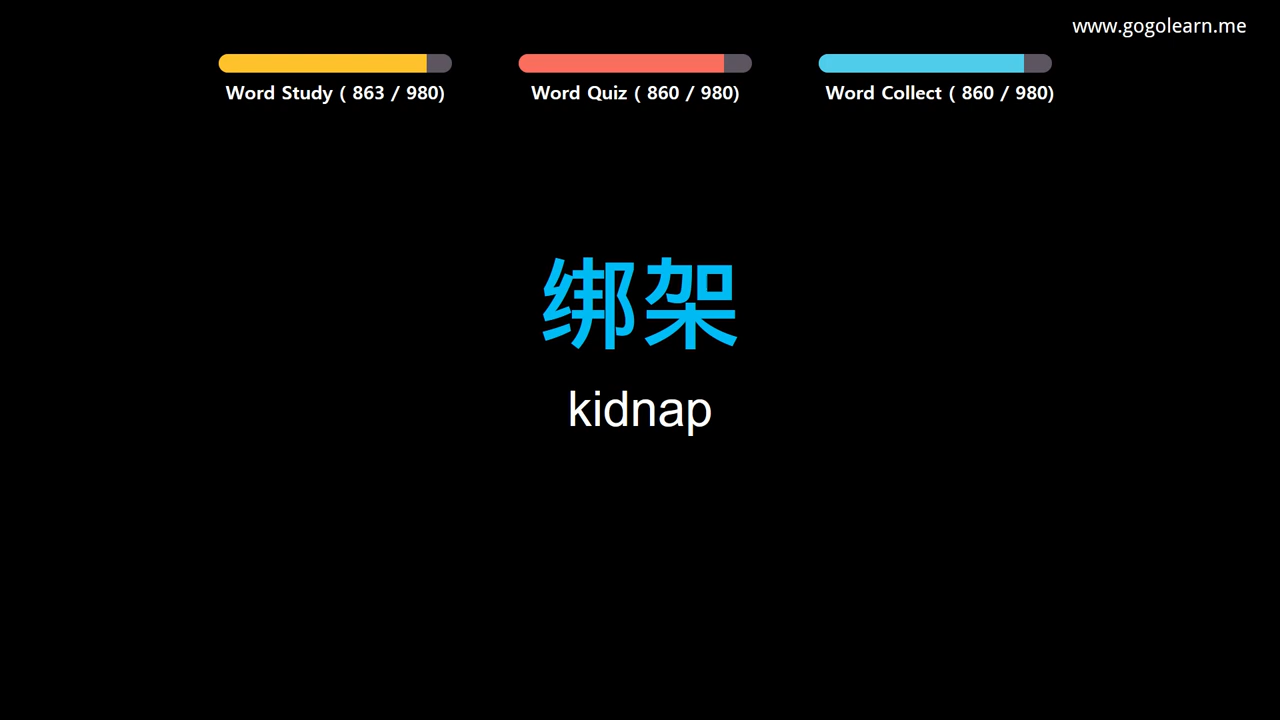 www.gogolearn.me
Word Study ( 863 / 980)
Word Quiz ( 860 / 980)
Word Collect ( 860 / 980)
绑架
kidnap